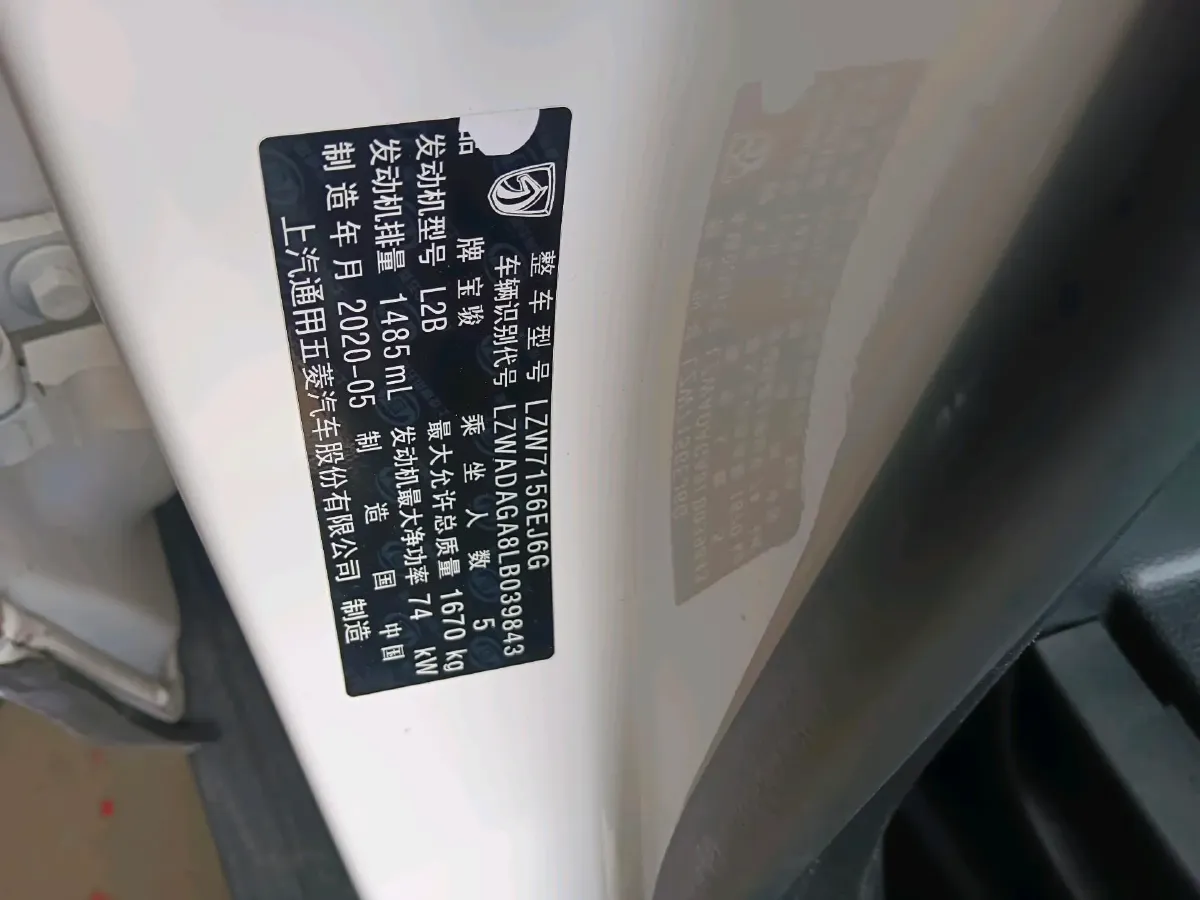 整车型号 LZW7156EJ6G
车辆识别代号 LZWADAGA8LB039843
品牌 宝骏 乘坐人数 5
发动机型号 L2B 最大允许总质量 1670 kg
发动机排量 1485 mL 发动机最大净功率 74 kW
制造年月 2020-05 制造国 中国
上汽通用五菱汽车股份有限公司 制造